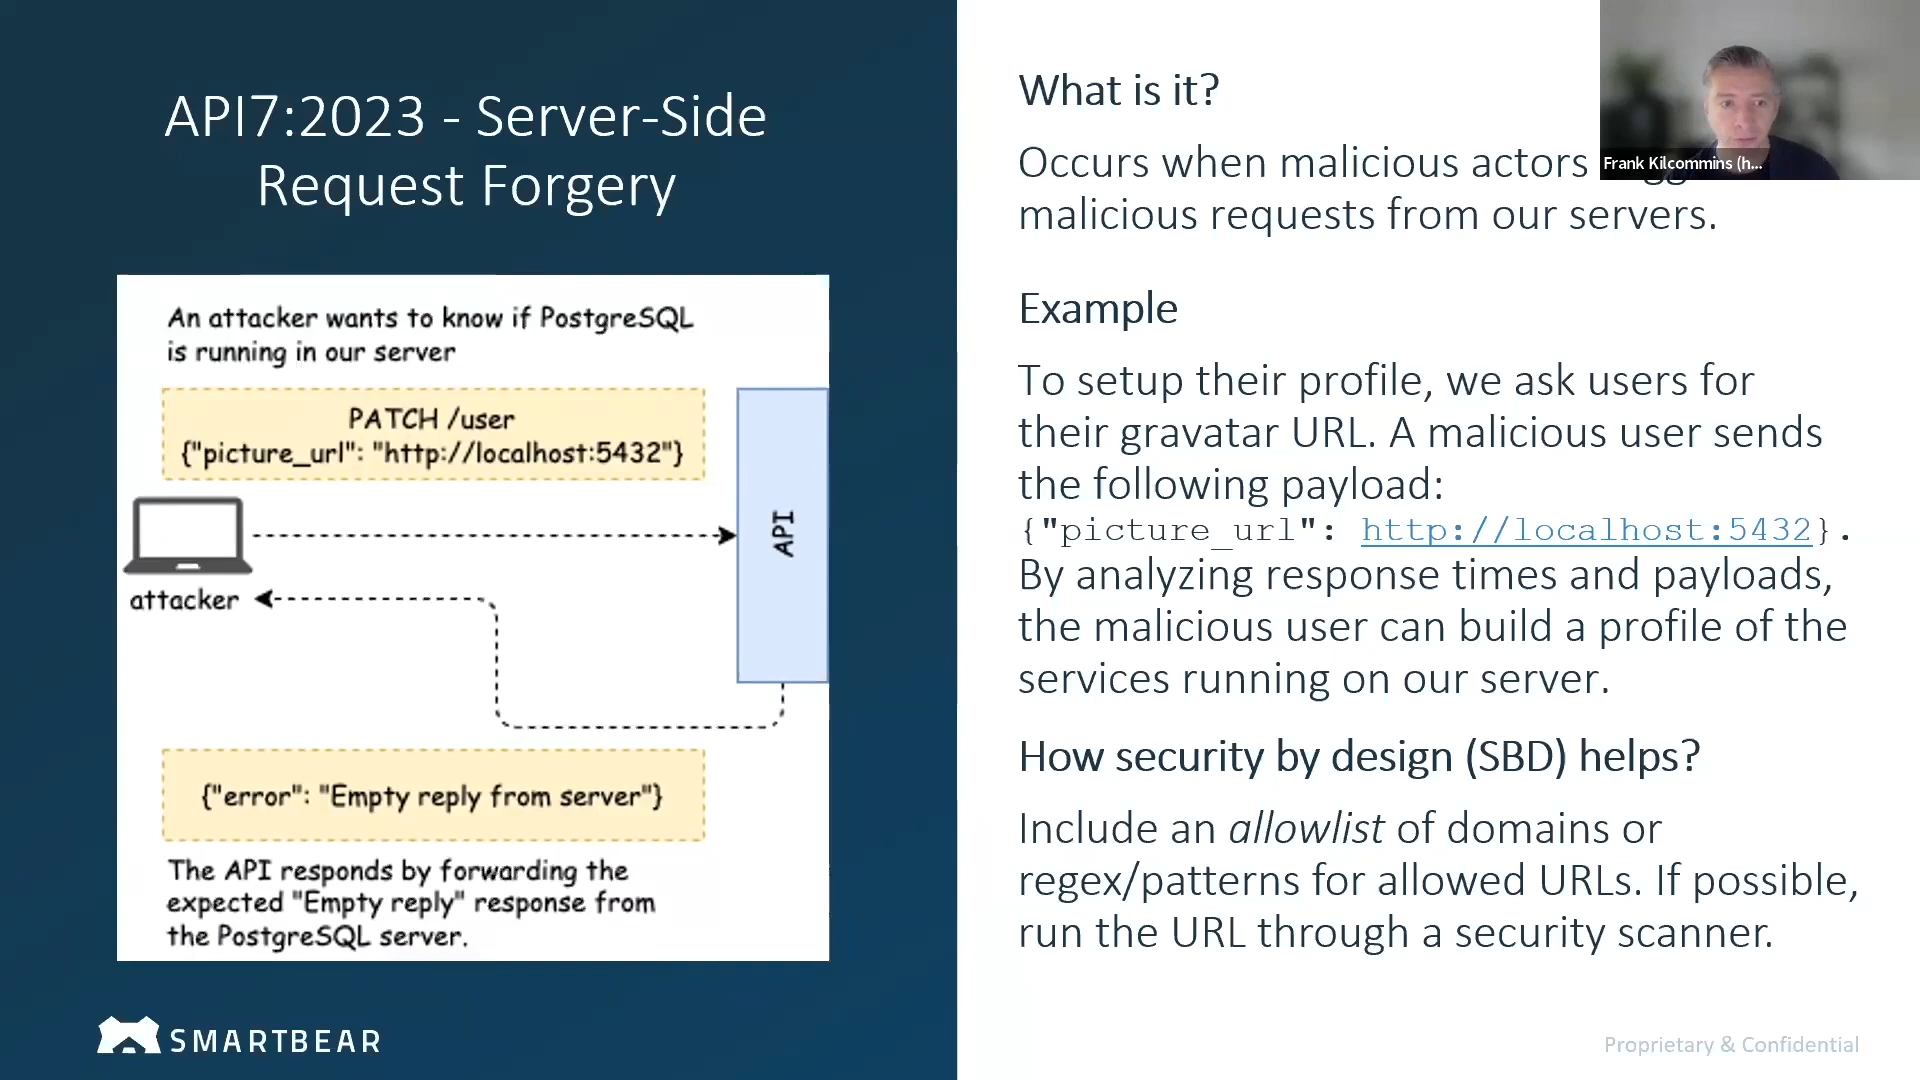 API7:2023 - Server-Side
Request Forgery
An attacker wants to know if PostgreSQL
is running in our server
PATCH /user
{"picture_url": "http://localhost:5432"}
API
attacker
{"error": "Empty reply from server"}
The API responds by forwarding the
expected "Empty reply" response from
the PostgreSQL server.
SMARTBEAR
What is it?
Occurs when malicious actors
malicious requests from our servers.
Frank Kilcommins (h...
Example
To setup their profile, we ask users for
their gravatar URL. A malicious user sends
the following payload:
{"picture_url": http://localhost:5432}.
By analyzing response times and payloads,
the malicious user can build a profile of the
services running on our server.
How security by design (SBD) helps?
Include an allowlist of domains or
regex/patterns for allowed URLs. If possible,
run the URL through a security scanner.
Proprietary & Confidential